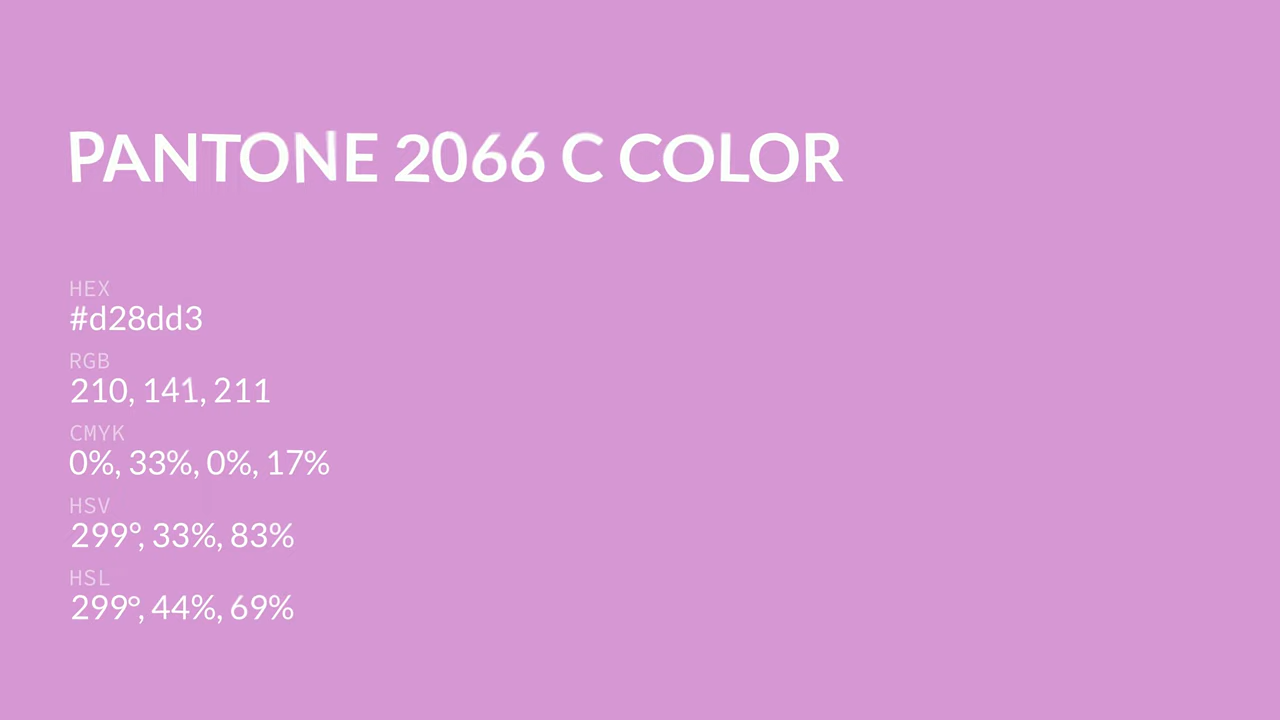 PANTONE 2066 C COLOR
HEX
#d28dd3
RGB
210, 141, 211
CMYK
0%, 33%, 0%, 17%
HSV
299°, 33%, 83%
HSL
299°, 44%, 69%